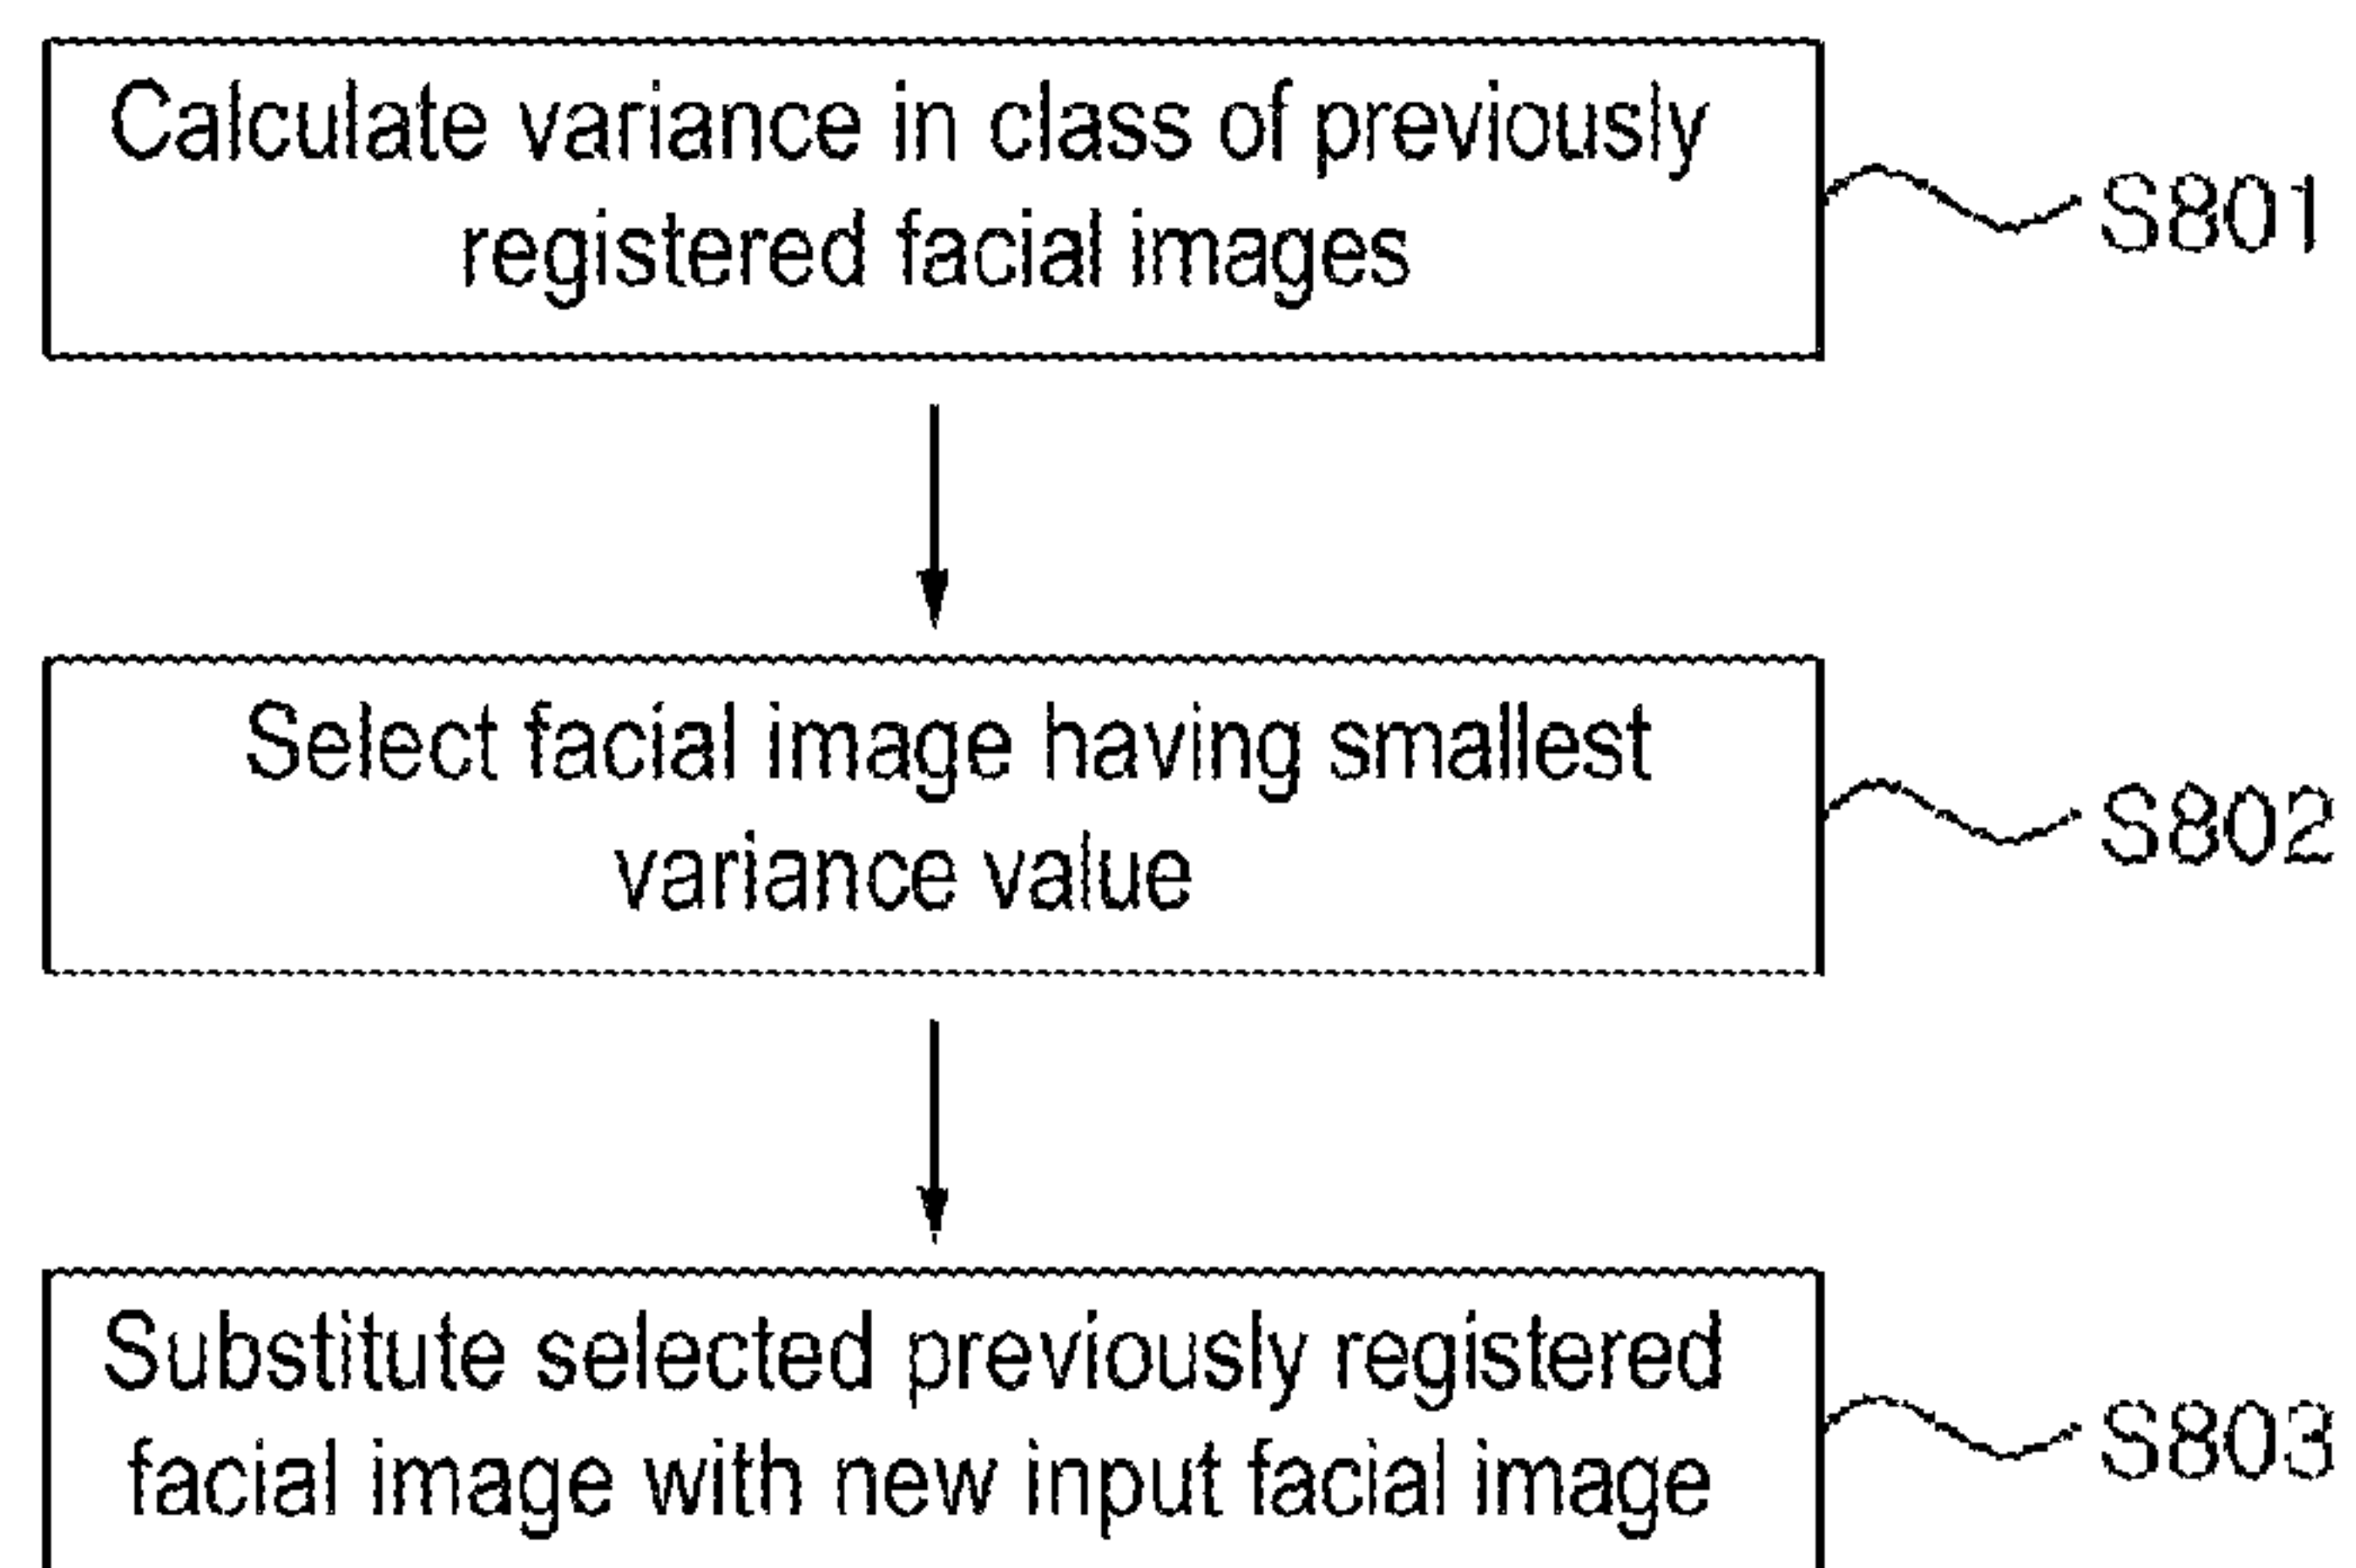 Calculate variance in class of previously
registered facial images
S801
Select facial image having smallest
variance value
S802
Substitute selected previously registered
facial image with new input facial image
S803